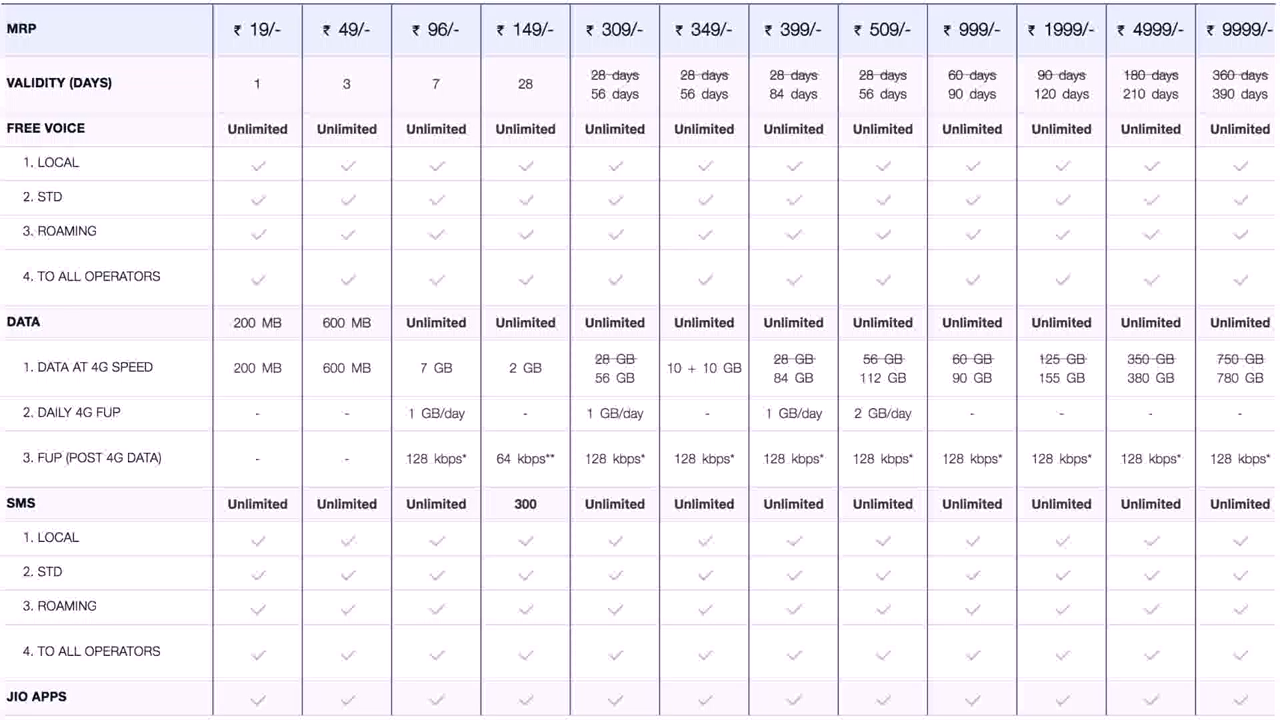 MRP ₹ 19/- ₹ 49/- ₹ 96/- ₹ 149/- ₹ 309/- ₹ 349/- ₹ 399/- ₹ 509/- ₹ 999/- ₹ 1999/- ₹ 4999/- ₹ 9999/-
VALIDITY (DAYS) 1 3 7 28 28 days 28 days 28 days 28 days 60 days 90 days 180 days 360 days
56 days 56 days 84 days 56 days 90 days 120 days 210 days 390 days
FREE VOICE Unlimited Unlimited Unlimited Unlimited Unlimited Unlimited Unlimited Unlimited Unlimited Unlimited Unlimited Unlimited
1. LOCAL ✓ ✓ ✓ ✓ ✓ ✓ ✓ ✓ ✓ ✓ ✓ ✓
2. STD ✓ ✓ ✓ ✓ ✓ ✓ ✓ ✓ ✓ ✓ ✓ ✓
3. ROAMING ✓ ✓ ✓ ✓ ✓ ✓ ✓ ✓ ✓ ✓ ✓ ✓
4. TO ALL OPERATORS ✓ ✓ ✓ ✓ ✓ ✓ ✓ ✓ ✓ ✓ ✓ ✓
DATA 200 MB 600 MB Unlimited Unlimited Unlimited Unlimited Unlimited Unlimited Unlimited Unlimited Unlimited Unlimited
1. DATA AT 4G SPEED 200 MB 600 MB 7 GB 2 GB 28 GB 10 + 10 GB 28 GB 56 GB 60 GB 125 GB 350 GB 750 GB
56 GB 84 GB 112 GB 90 GB 155 GB 380 GB 780 GB
2. DAILY 4G FUP - - 1 GB/day - 1 GB/day - 1 GB/day 2 GB/day - - - -
3. FUP (POST 4G DATA) - - 128 kbps* 64 kbps** 128 kbps* 128 kbps* 128 kbps* 128 kbps* 128 kbps* 128 kbps* 128 kbps* 128 kbps*
SMS Unlimited Unlimited Unlimited 300 Unlimited Unlimited Unlimited Unlimited Unlimited Unlimited Unlimited Unlimited
1. LOCAL ✓ ✓ ✓ ✓ ✓ ✓ ✓ ✓ ✓ ✓ ✓ ✓
2. STD ✓ ✓ ✓ ✓ ✓ ✓ ✓ ✓ ✓ ✓ ✓ ✓
3. ROAMING ✓ ✓ ✓ ✓ ✓ ✓ ✓ ✓ ✓ ✓ ✓ ✓
4. TO ALL OPERATORS ✓ ✓ ✓ ✓ ✓ ✓ ✓ ✓ ✓ ✓ ✓ ✓
JIO APPS ✓ ✓ ✓ ✓ ✓ ✓ ✓ ✓ ✓ ✓ ✓ ✓